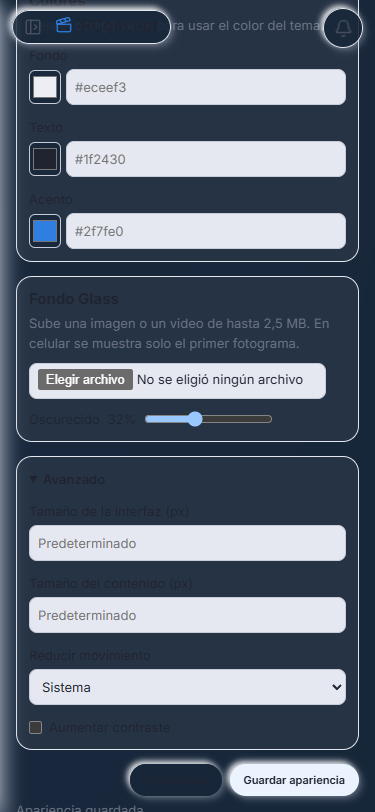 ra usar el color del tema
Fondo
#eceef3
Texto
#1f2430
Acento
#2f7fe0
Fondo Glass
Sube una imagen o un video de hasta 2,5 MB. En
celular se muestra solo el primer fotograma.
Elegir archivo No se eligió ningún archivo
Oscurecido 32%
▼ Avanzado
Tamaño de la interfaz (px)
Predeterminado
Tamaño del contenido (px)
Predeterminado
Reducir movimiento
Sistema
Aumentar contraste
Guardar apariencia
Apariencia guardada